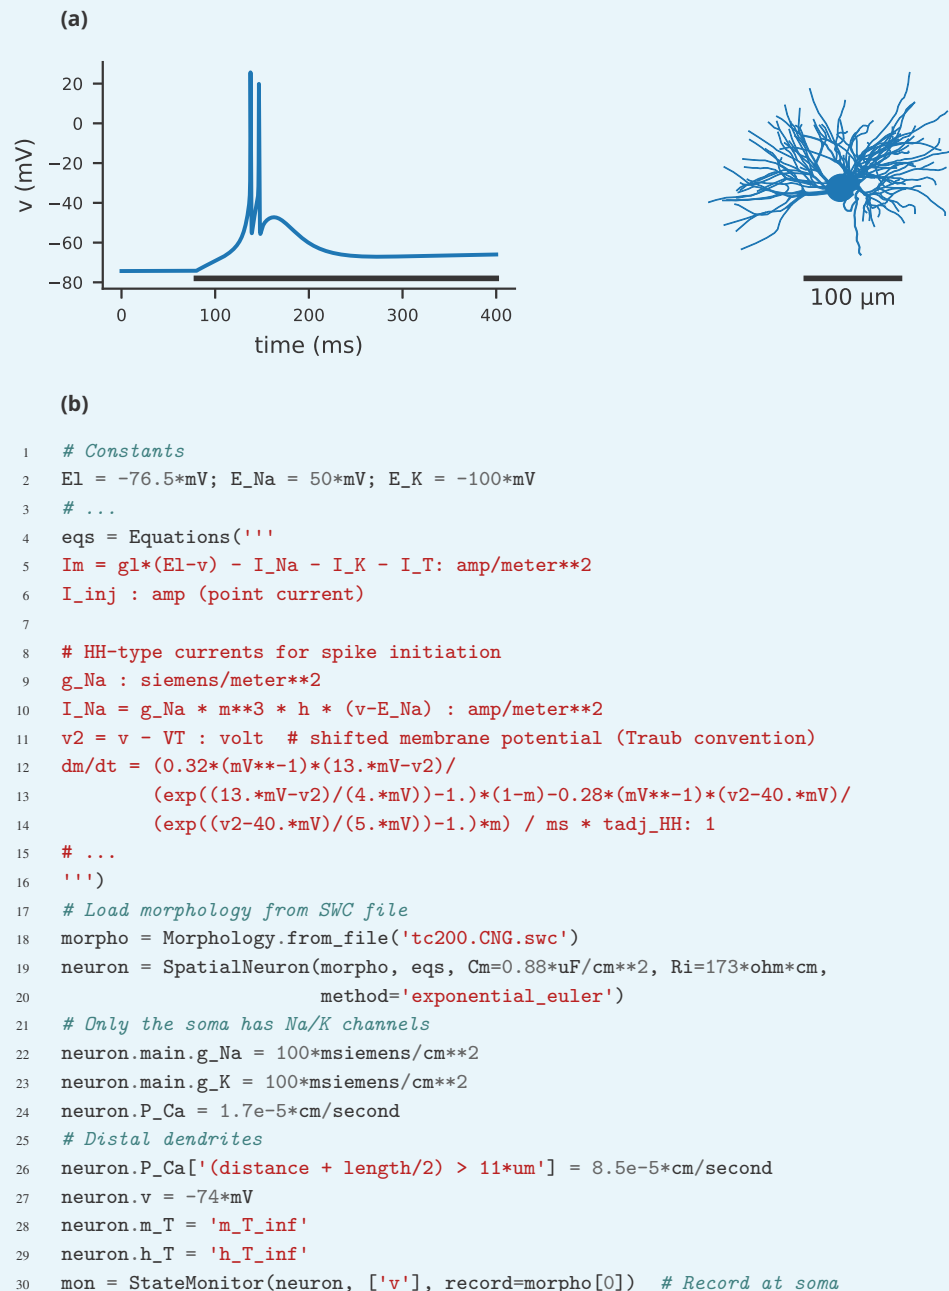 (a)
20
0
−20
−40
−60
−80
v (mV)
0 100 200 300 400
time (ms)
100 µm
(b)
1 # Constants
2 El = -76.5*mV; E_Na = 50*mV; E_K = -100*mV
3 # ...
4 eqs = Equations('''
5 Im = gl*(El-v) - I_Na - I_K - I_T: amp/meter**2
6 I_inj : amp (point current)
7
8 # HH-type currents for spike initiation
9 g_Na : siemens/meter**2
10 I_Na = g_Na * m**3 * h * (v-E_Na) : amp/meter**2
11 v2 = v - VT : volt  # shifted membrane potential (Traub convention)
12 dm/dt = (0.32*(mV**-1)*(13.*mV-v2)/
13         (exp((13.*mV-v2)/(4.*mV))-1.)*(1-m)-0.28*(mV**-1)*(v2-40.*mV)/
14         (exp((v2-40.*mV)/(5.*mV))-1.)*m) / ms * tadj_HH: 1
15 # ...
16 ''')
17 # Load morphology from SWC file
18 morpho = Morphology.from_file('tc200.CNG.swc')
19 neuron = SpatialNeuron(morpho, eqs, Cm=0.88*uF/cm**2, Ri=173*ohm*cm,
20                        method='exponential_euler')
21 # Only the soma has Na/K channels
22 neuron.main.g_Na = 100*msiemens/cm**2
23 neuron.main.g_K = 100*msiemens/cm**2
24 neuron.P_Ca = 1.7e-5*cm/second
25 # Distal dendrites
26 neuron.P_Ca['(distance + length/2) > 11*um'] = 8.5e-5*cm/second
27 neuron.v = -74*mV
28 neuron.m_T = 'm_T_inf'
29 neuron.h_T = 'h_T_inf'
30 mon = StateMonitor(neuron, ['v'], record=morpho[0])  # Record at soma